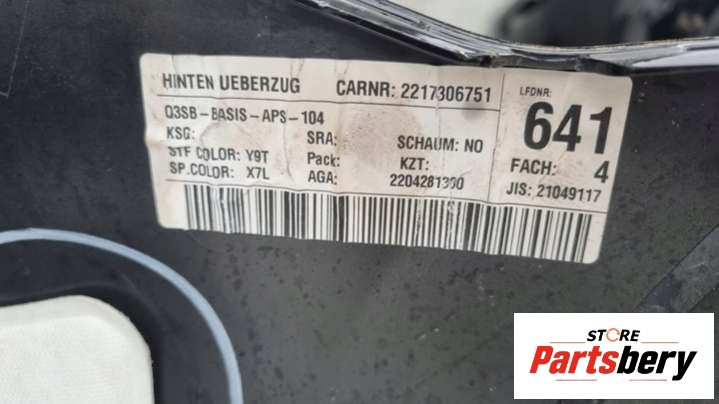 HINTEN UEBERZUG CARNR: 2217306751
Q3SB-BASIS-APS-104
KSG: SRA: SCHAUM: NO
STF COLOR: Y9T Pack: KZT:
SP.COLOR: X7L AGA: 2204281300
LFDNR:
641
FACH: 4
JIS: 21049117
STORE
Partsbery